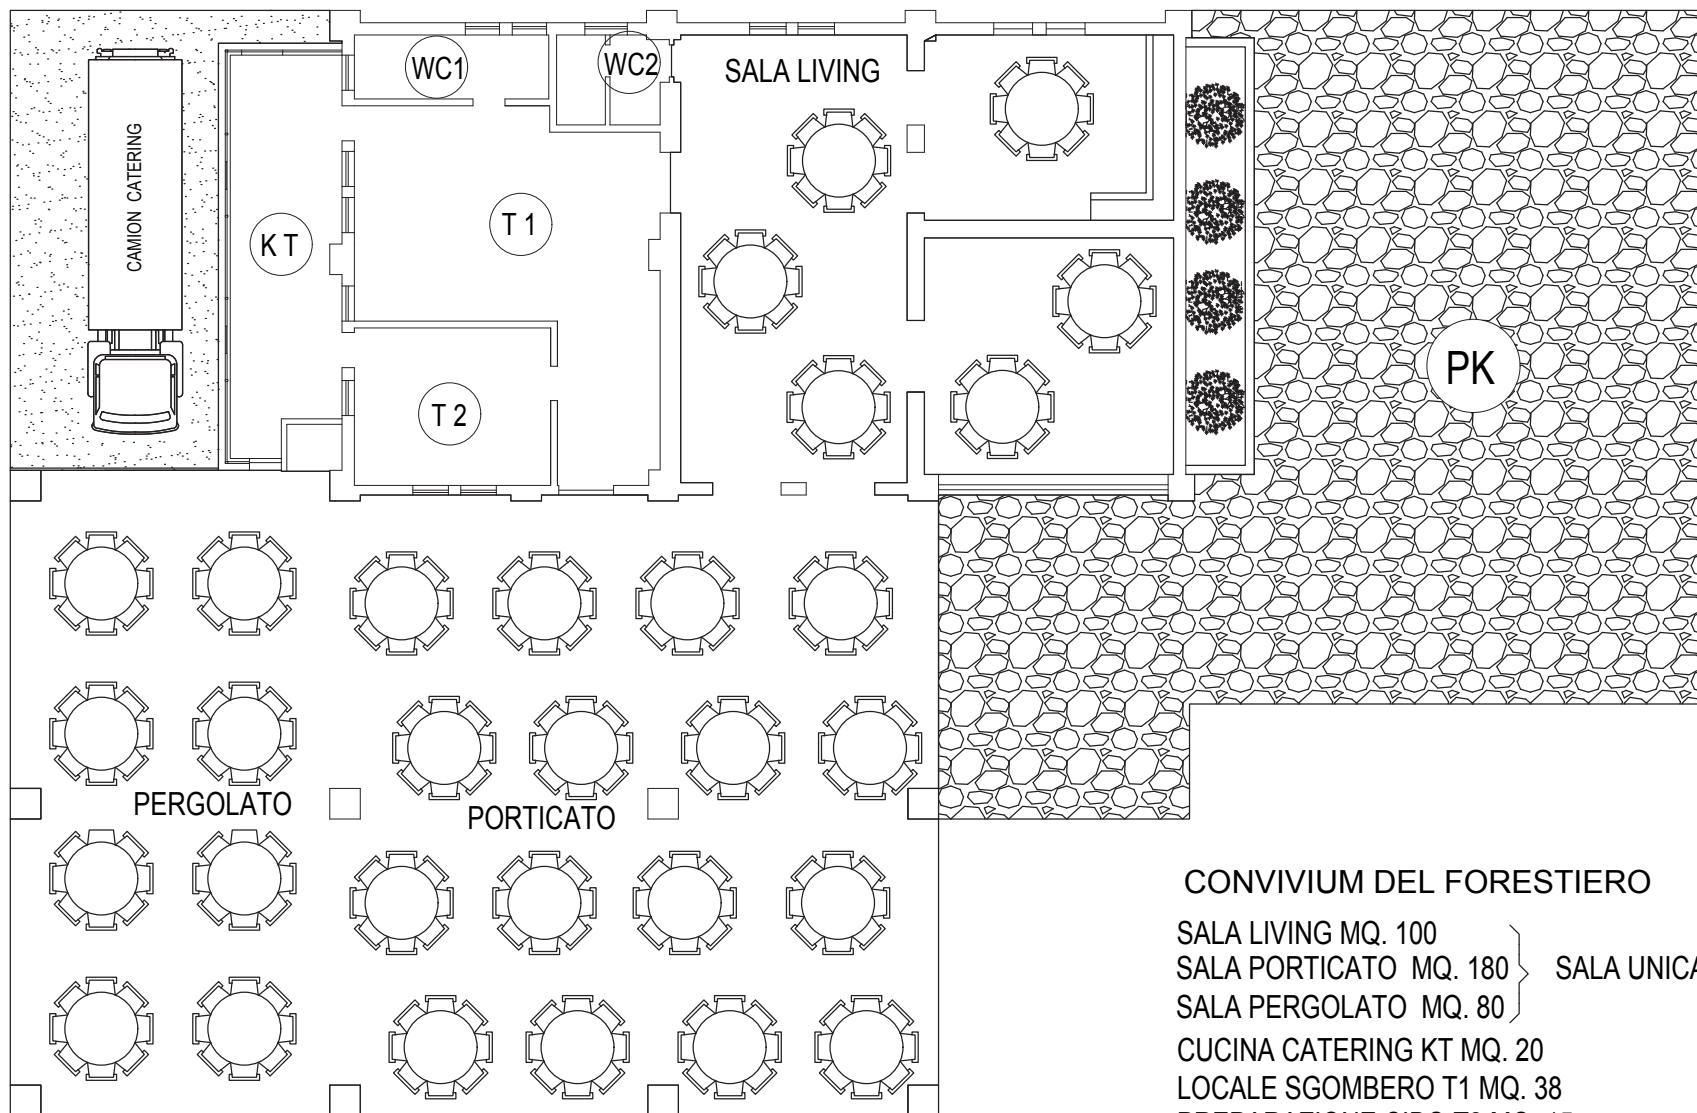 WC1
WC2
SALA LIVING
CAMION CATERING
K T
T 1
T 2
PK
PERGOLATO
PORTICATO
CONVIVIUM DEL FORESTIERO
SALA LIVING MQ. 100
SALA PORTICATO MQ. 180
SALA UNICA
SALA PERGOLATO MQ. 80
CUCINA CATERING KT MQ. 20
LOCALE SGOMBERO T1 MQ. 38